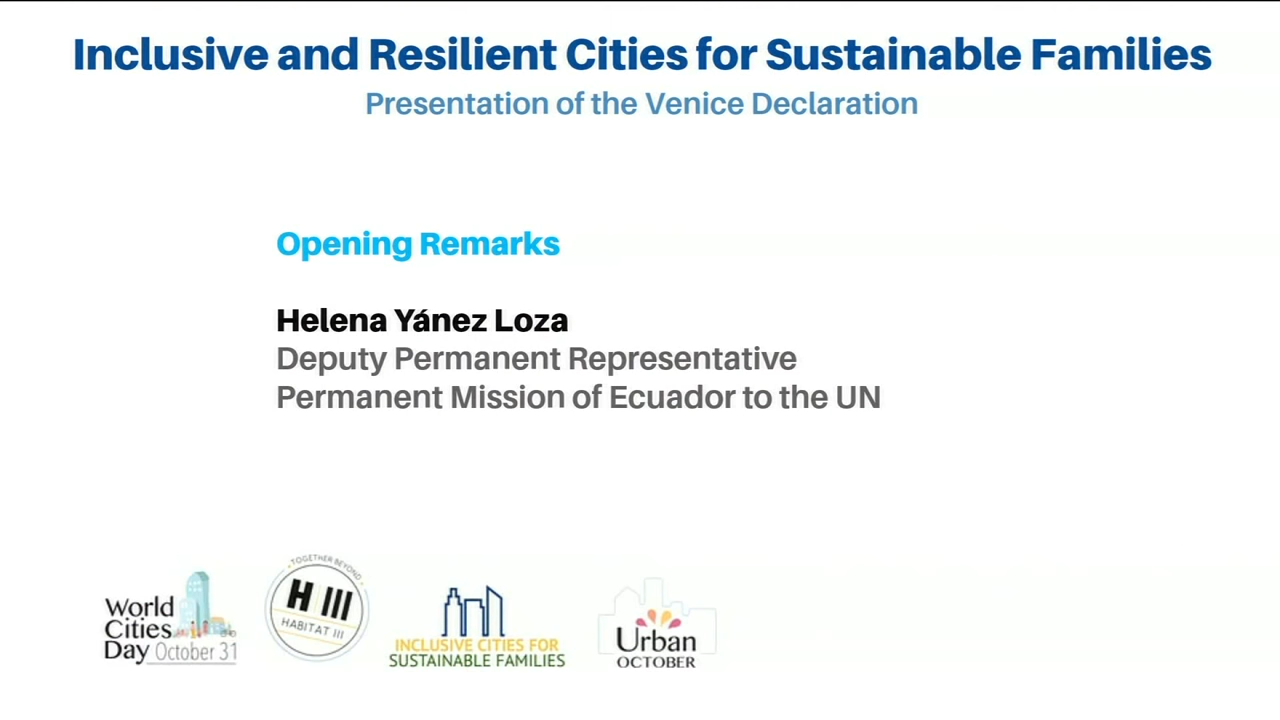 Inclusive and Resilient Cities for Sustainable Families
Presentation of the Venice Declaration
Opening Remarks
Helena Yánez Loza
Deputy Permanent Representative
Permanent Mission of Ecuador to the UN
World
Cities
Day October 31
TOGETHER BEYOND
H III
HABITAT III
INCLUSIVE CITIES FOR
SUSTAINABLE FAMILIES
Urban
OCTOBER